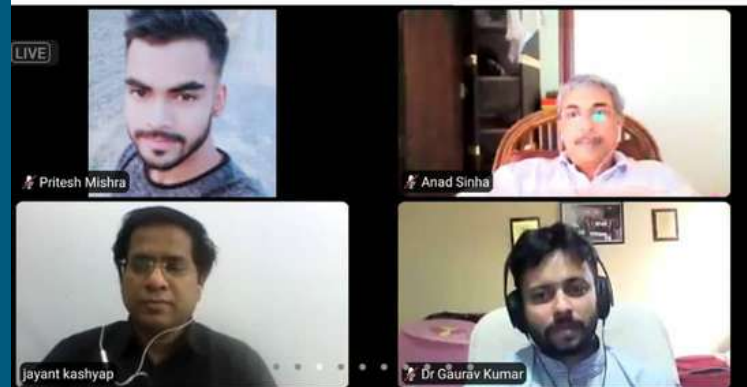 LIVE
Pritesh Mishra
Anad Sinha
jayant kashyap
Dr Gaurav Kumar